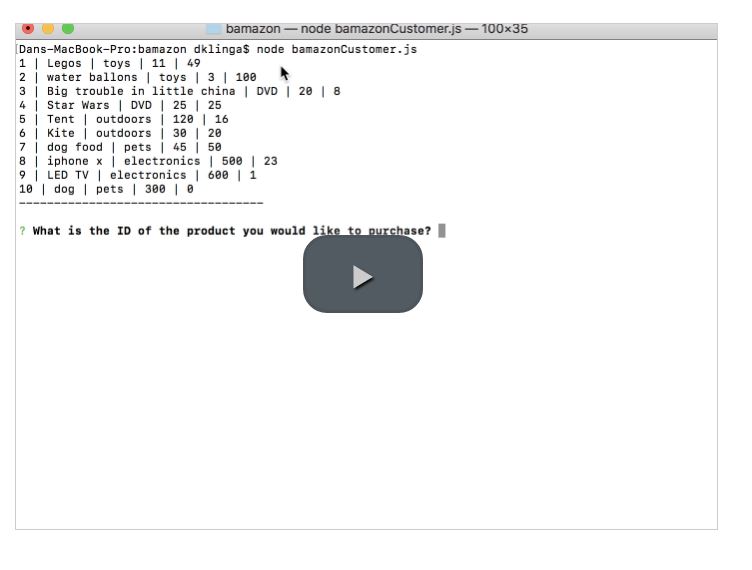 bamazon — node bamazonCustomer.js — 100×35
Dans-MacBook-Pro:bamazon dklinga$ node bamazonCustomer.js
1 | Legos | toys | 11 | 49
2 | water ballons | toys | 3 | 100
3 | Big trouble in little china | DVD | 20 | 8
4 | Star Wars | DVD | 25 | 25
5 | Tent | outdoors | 120 | 16
6 | Kite | outdoors | 30 | 20
7 | dog food | pets | 45 | 50
8 | iphone x | electronics | 500 | 23
9 | LED TV | electronics | 600 | 1
10 | dog | pets | 300 | 0
-----------------------------------
? What is the ID of the product you would like to purchase?